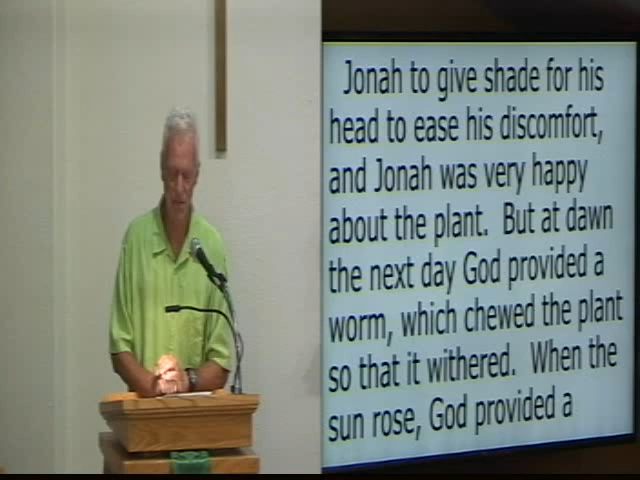 Jonah to give shade for his
head to ease his discomfort,
and Jonah was very happy
about the plant. But at dawn
the next day God provided a
worm, which chewed the plant
so that it withered. When the
sun rose, God provided a